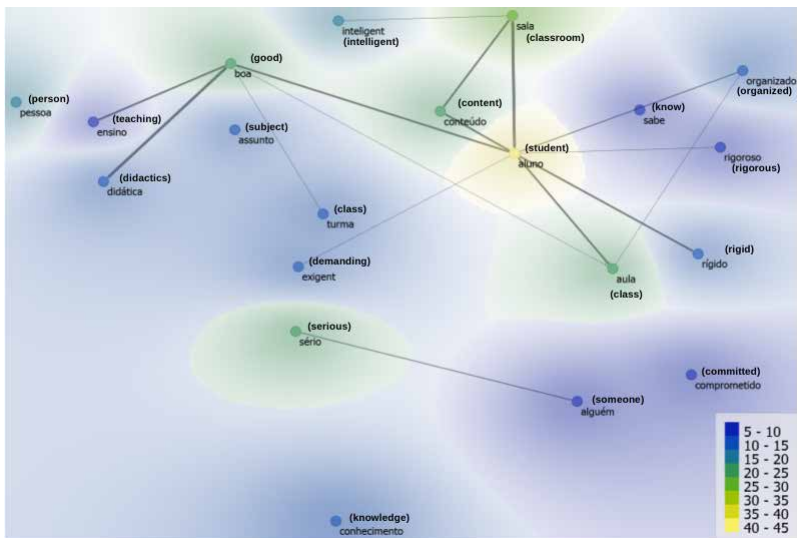 inteligent
(intelligent)
sala
(classroom)
(good)
boa
organizado
(organized)
(person)
pessoa
(teaching)
ensino
(subject)
assunto
(content)
conteúdo
(know)
sabe
(student)
aluno
rigoroso
(rigorous)
(didactics)
didática
(class)
turma
(demanding)
exigent
aula
(class)
(rigid)
rígido
(serious)
sério
(someone)
alguém
(committed)
comprometido
(knowledge)
conhecimento
5 - 10
10 - 15
15 - 20
20 - 25
25 - 30
30 - 35
35 - 40
40 - 45